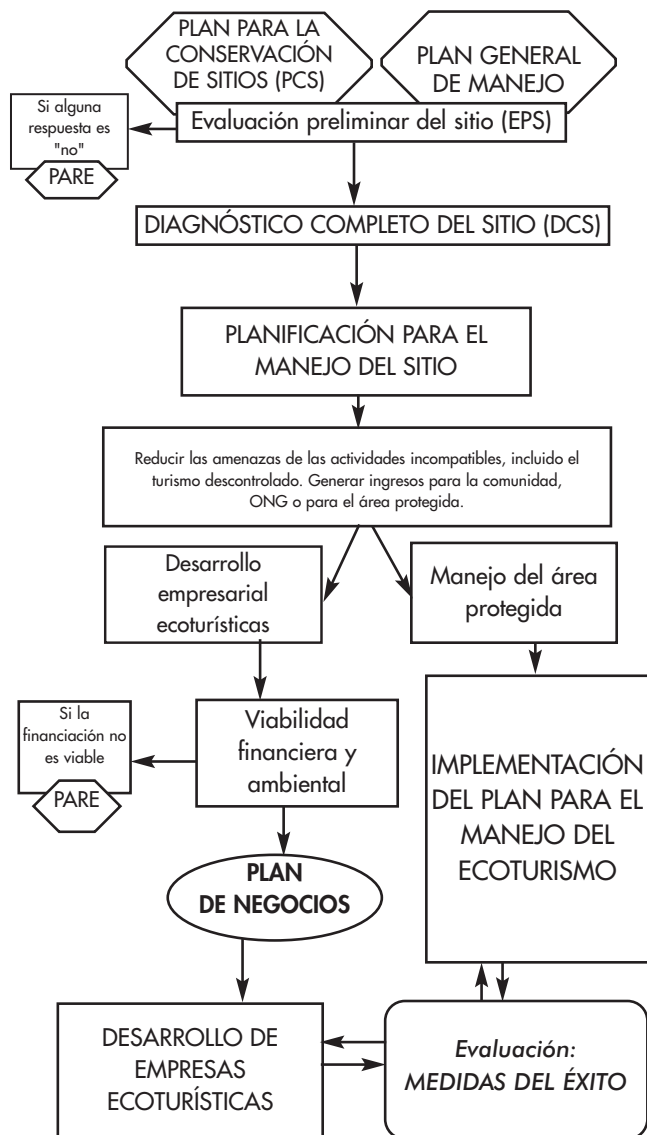 PLAN PARA LA
CONSERVACIÓN
DE SITIOS (PCS)
PLAN GENERAL
DE MANEJO
Si alguna
respuesta es
"no"
PARE
Evaluación preliminar del sitio (EPS)
DIAGNÓSTICO COMPLETO DEL SITIO (DCS)
PLANIFICACIÓN PARA EL
MANEJO DEL SITIO
Reducir las amenazas de las actividades incompatibles, incluido el
turismo descontrolado. Generar ingresos para la comunidad,
ONG o para el área protegida.
Desarrollo
empresarial
ecoturísticas
Manejo del área
protegida
Si la
financiación no
es viable
PARE
Viabilidad
financiera y
ambiental
IMPLEMENTACIÓN
DEL PLAN PARA EL
MANEJO DEL
ECOTURISMO
PLAN
DE NEGOCIOS
DESARROLLO DE
EMPRESAS
ECOTURÍSTICAS
Evaluación:
MEDIDAS DEL ÉXITO